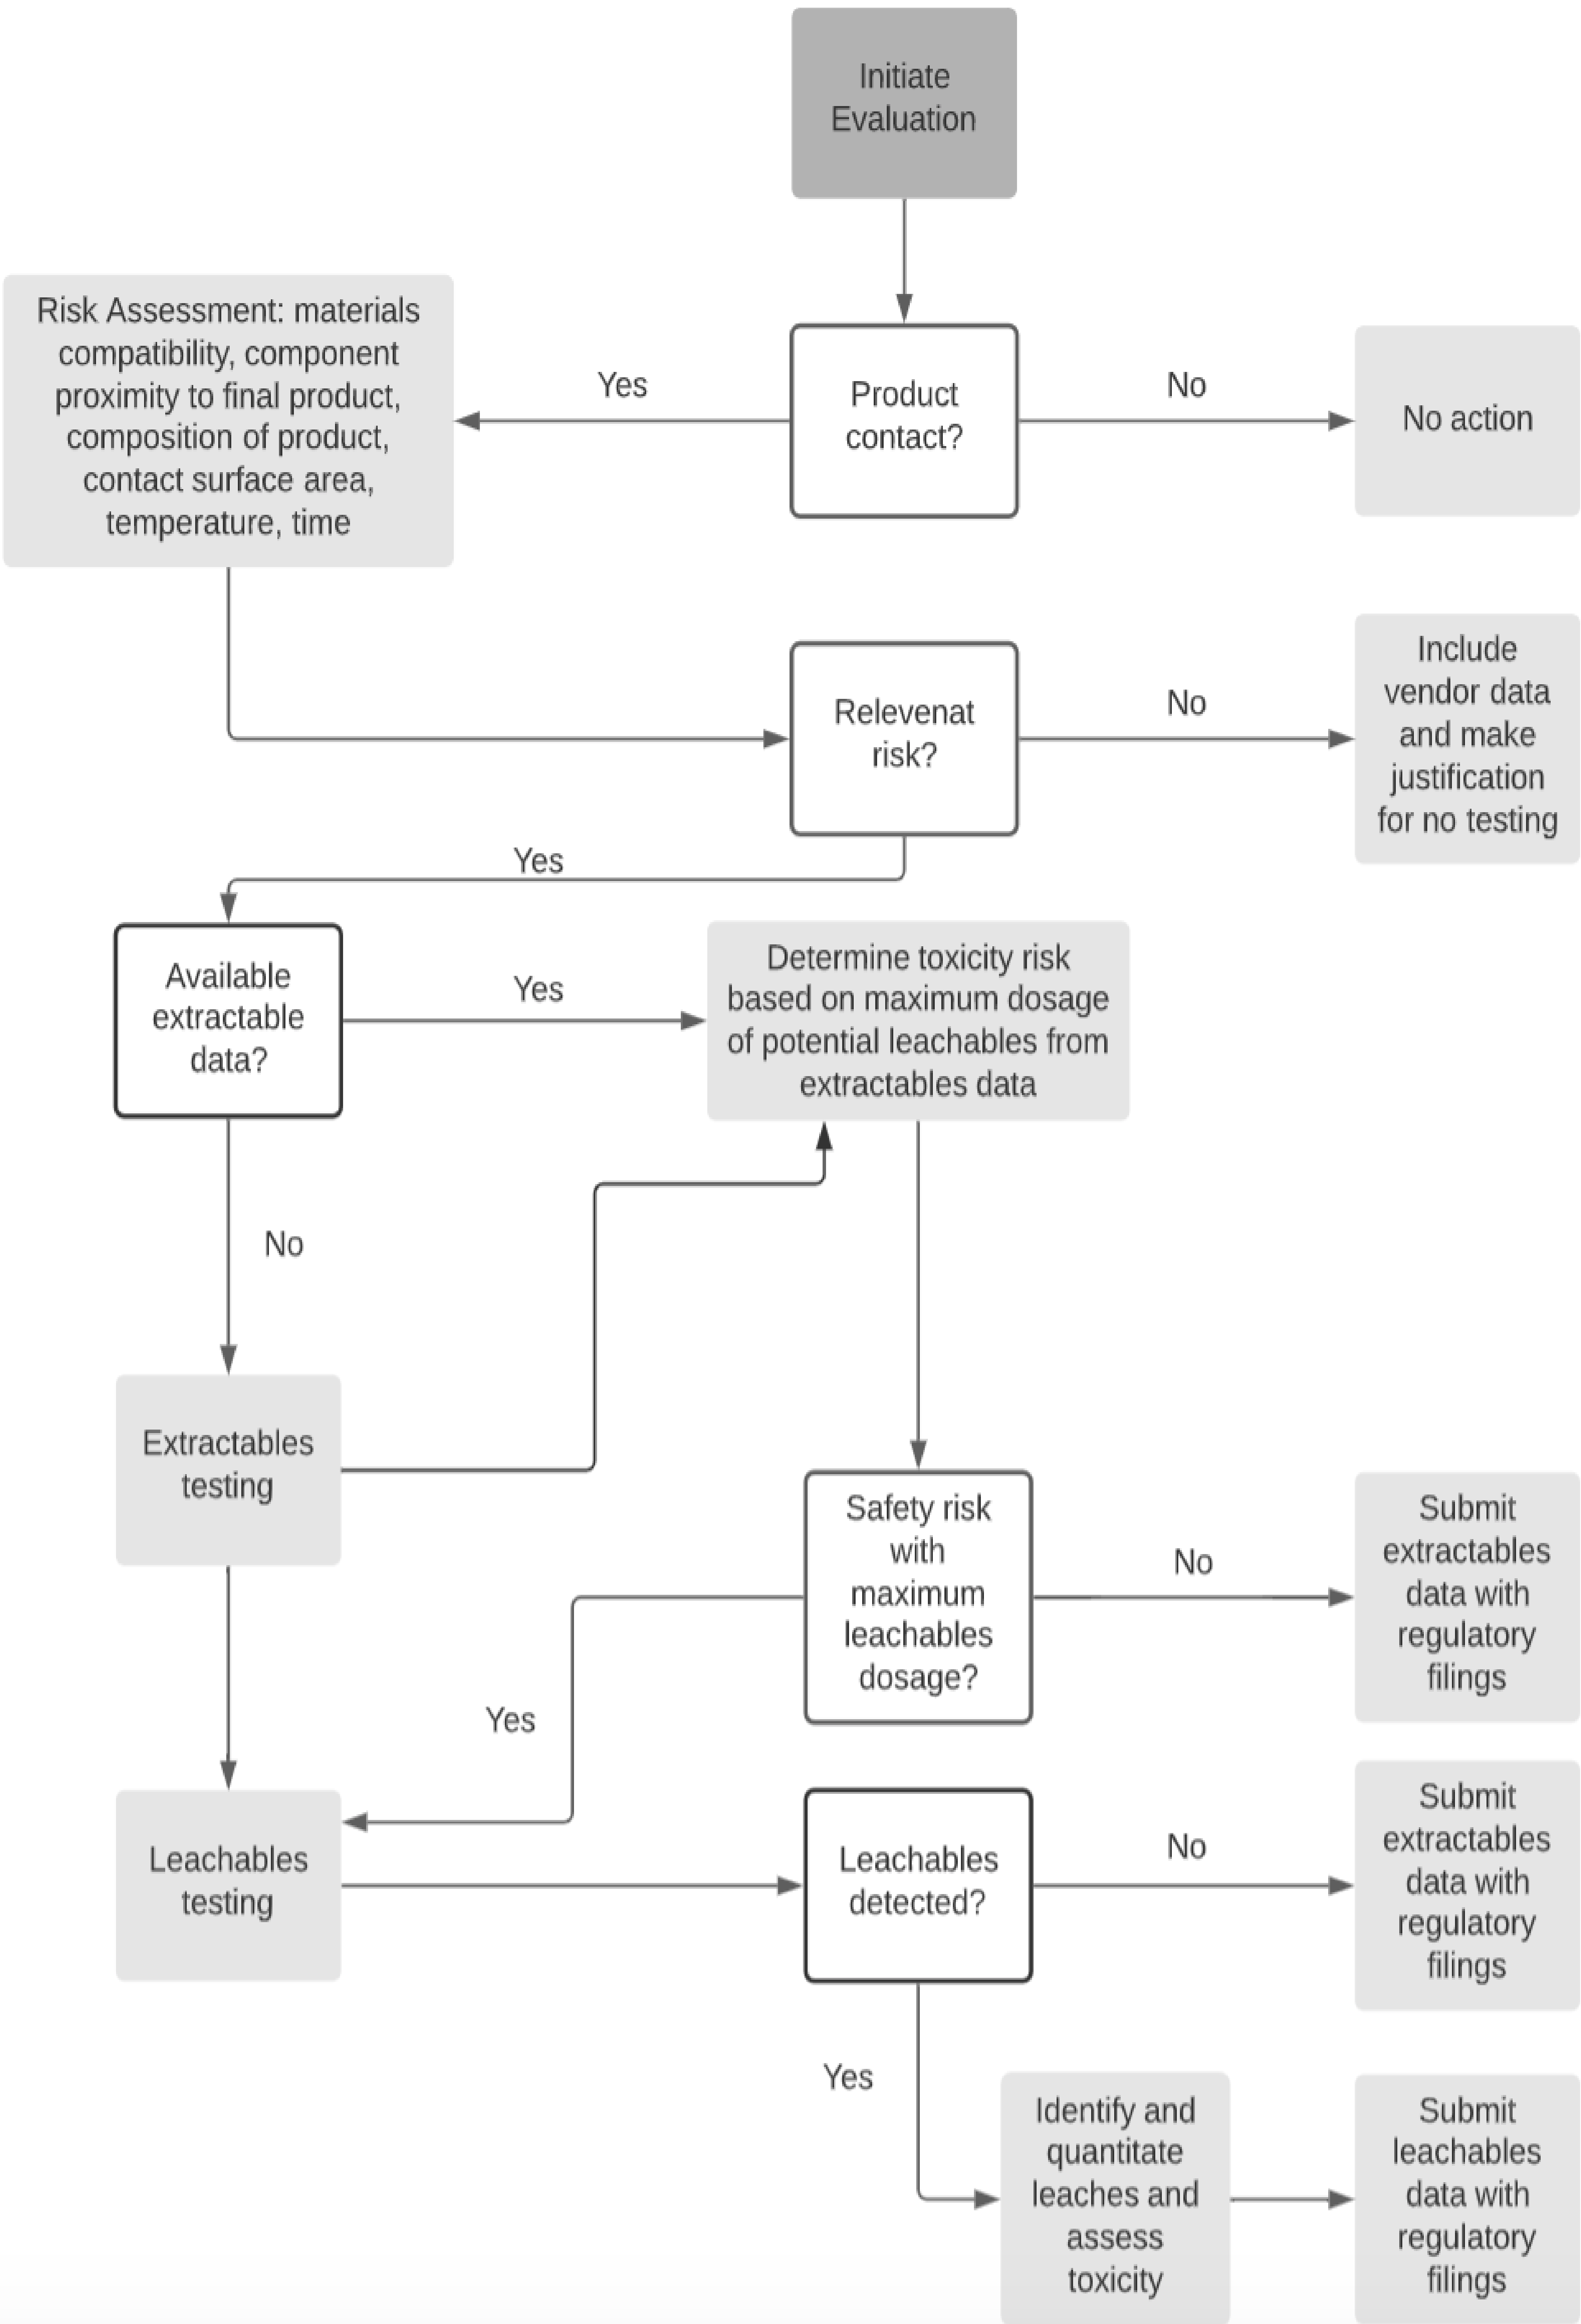 Initiate
Evaluation
Risk Assessment: materials
compatibility, component
proximity to final product,
composition of product,
contact surface area,
temperature, time
Yes
Product
contact?
No
No action
Relevenat
risk?
No
Include
vendor data
and make
justification
for no testing
Yes
Available
extractable
data?
Yes
Determine toxicity risk
based on maximum dosage
of potential leachables from
extractables data
No
Extractables
testing
Safety risk
with
maximum
leachables
dosage?
No
Submit
extractables
data with
regulatory
filings
Yes
Leachables
testing
Leachables
detected?
No
Submit
extractables
data with
regulatory
filings
Yes
Identify and
quantitate
leaches and
assess
toxicity
Submit
leachables
data with
regulatory
filings